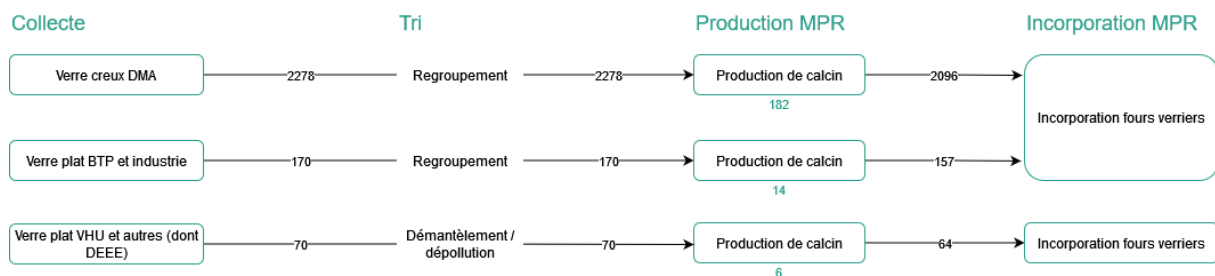 Collecte
Tri
Production MPR
Incorporation MPR
Verre creux DMA
2278
Regroupement
2278
Production de calcin
2096
182
Incorporation fours verriers
Verre plat BTP et industrie
170
Regroupement
170
Production de calcin
157
14
Verre plat VHU et autres (dont
DEEE)
70
Démantèlement /
dépollution
70
Production de calcin
64
Incorporation fours verriers
6